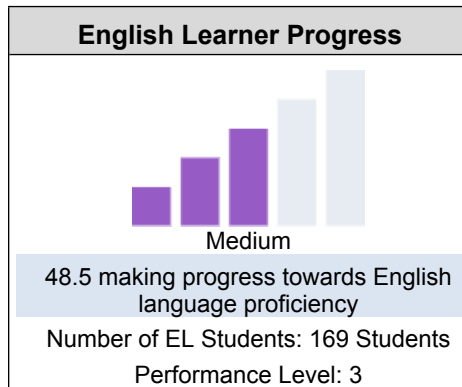 English Learner Progress
Medium
48.5 making progress towards English
language proficiency
Number of EL Students: 169 Students
Performance Level: 3